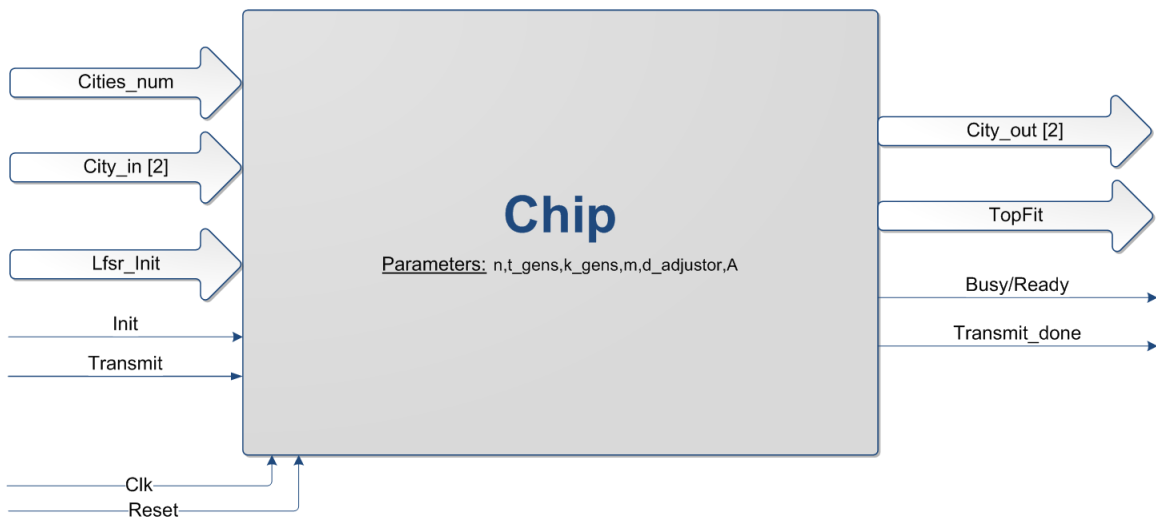 Cities_num
City_in [2]
Lfsr_Init
Init
Transmit
Clk
Reset
Chip
Parameters: n,t_gens,k_gens,m,d_adjustor,A
City_out [2]
TopFit
Busy/Ready
Transmit_done